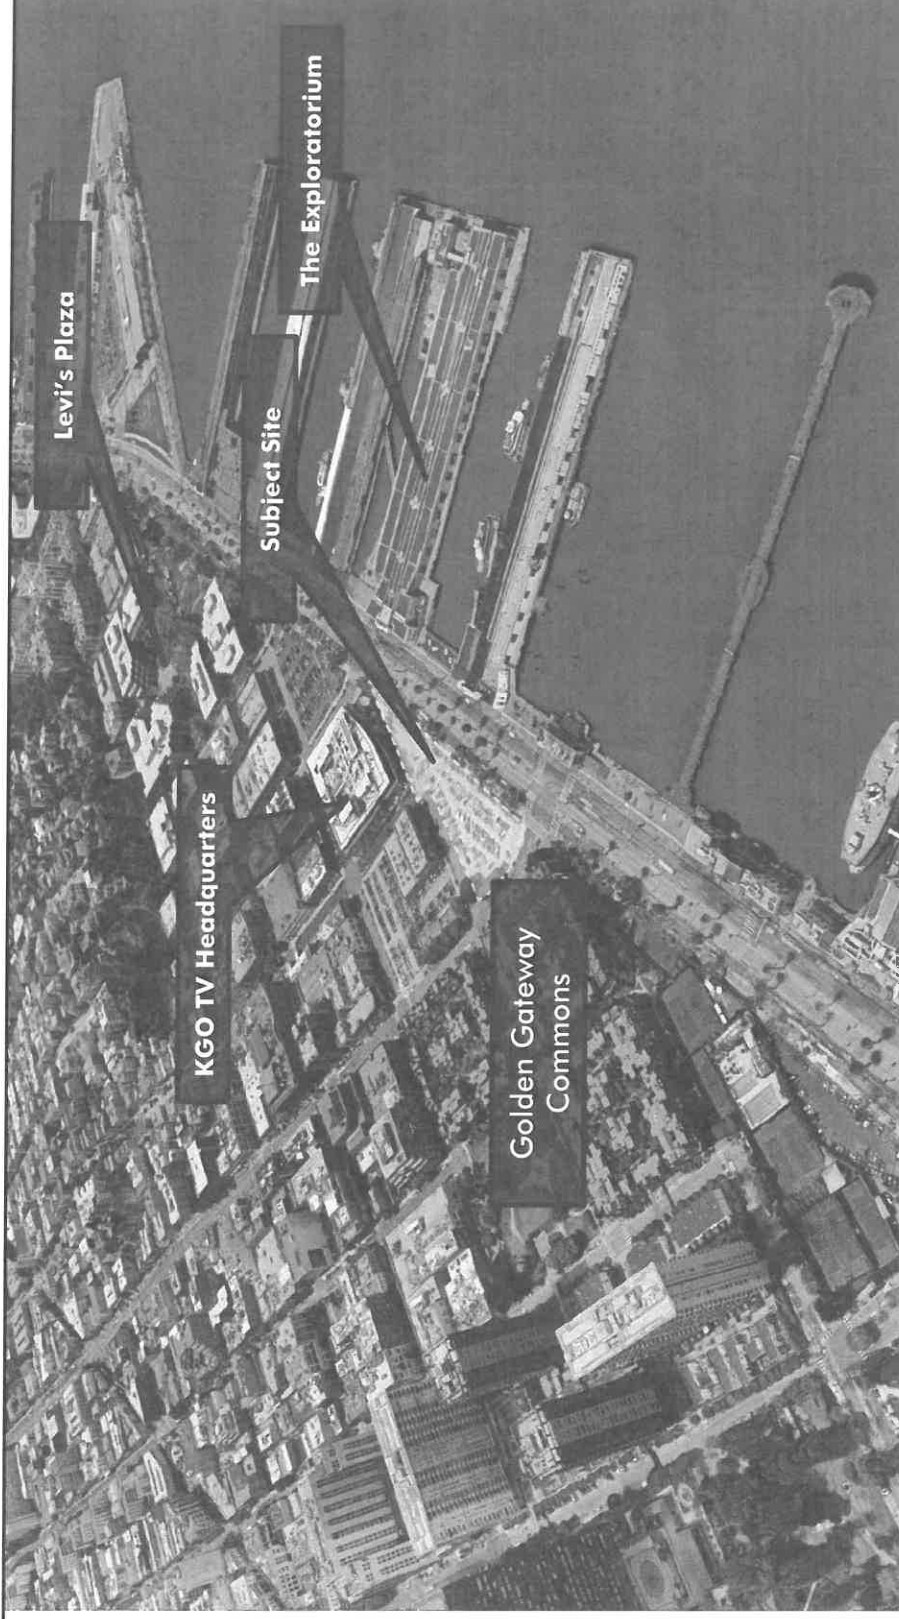 Levi's Plaza
The Exploratorium
Subject Site
KGO TV Headquarters
Golden Gateway
Commons